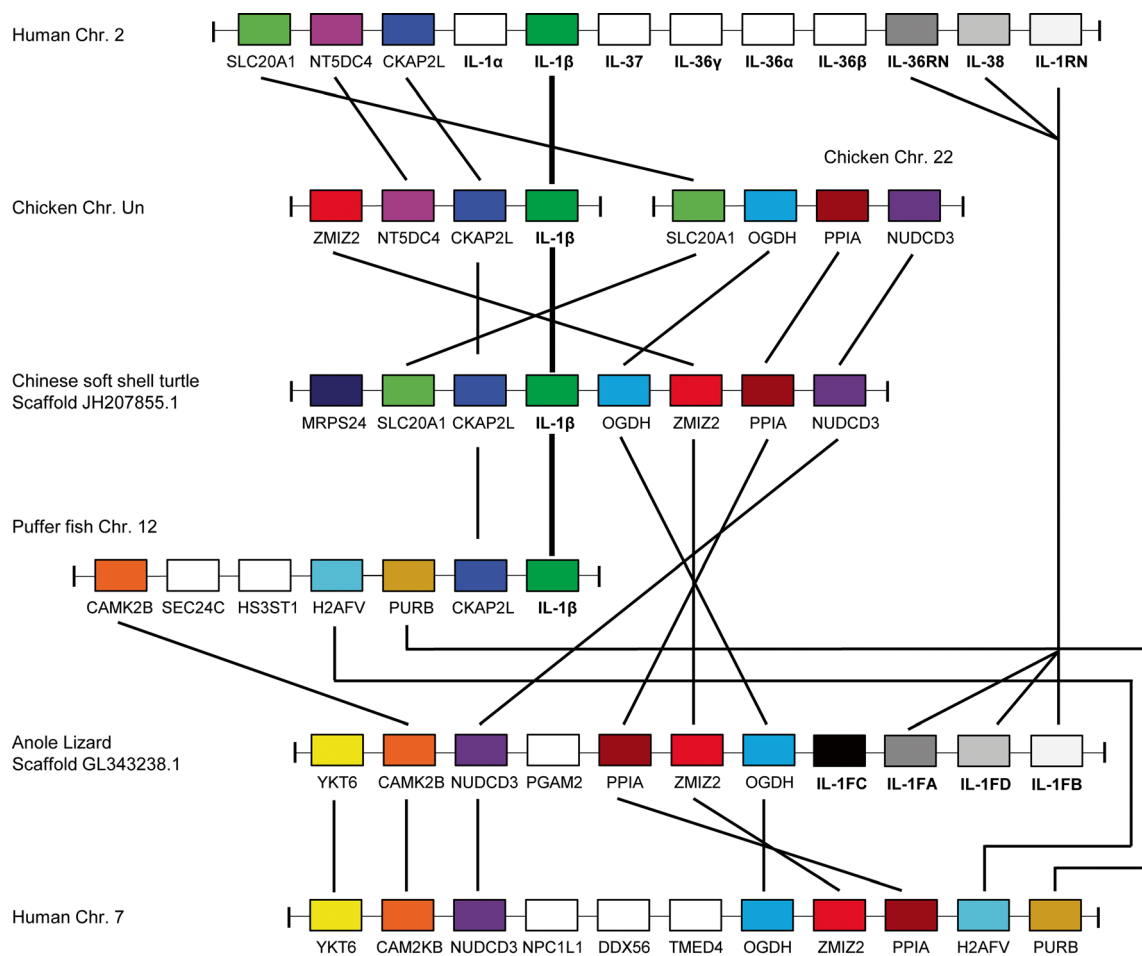 Human Chr. 2
SLC20A1 NT5DC4 CKAP2L IL-1α IL-1β IL-37 IL-36γ IL-36α IL-36β IL-36RN IL-38 IL-1RN
Chicken Chr. 22
Chicken Chr. Un
ZMIZ2 NT5DC4 CKAP2L IL-1β SLC20A1 OGDH PPIA NUDCD3
Chinese soft shell turtle
Scaffold JH207855.1
MRPS24 SLC20A1 CKAP2L IL-1β OGDH ZMIZ2 PPIA NUDCD3
Puffer fish Chr. 12
CAMK2B SEC24C HS3ST1 H2AFV PURB CKAP2L IL-1β
Anole Lizard
Scaffold GL343238.1
YKT6 CAMK2B NUDCD3 PGAM2 PPIA ZMIZ2 OGDH IL-1FC IL-1FA IL-1FD IL-1FB
Human Chr. 7
YKT6 CAM2KB NUDCD3 NPC1L1 DDX56 TMED4 OGDH ZMIZ2 PPIA H2AFV PURB